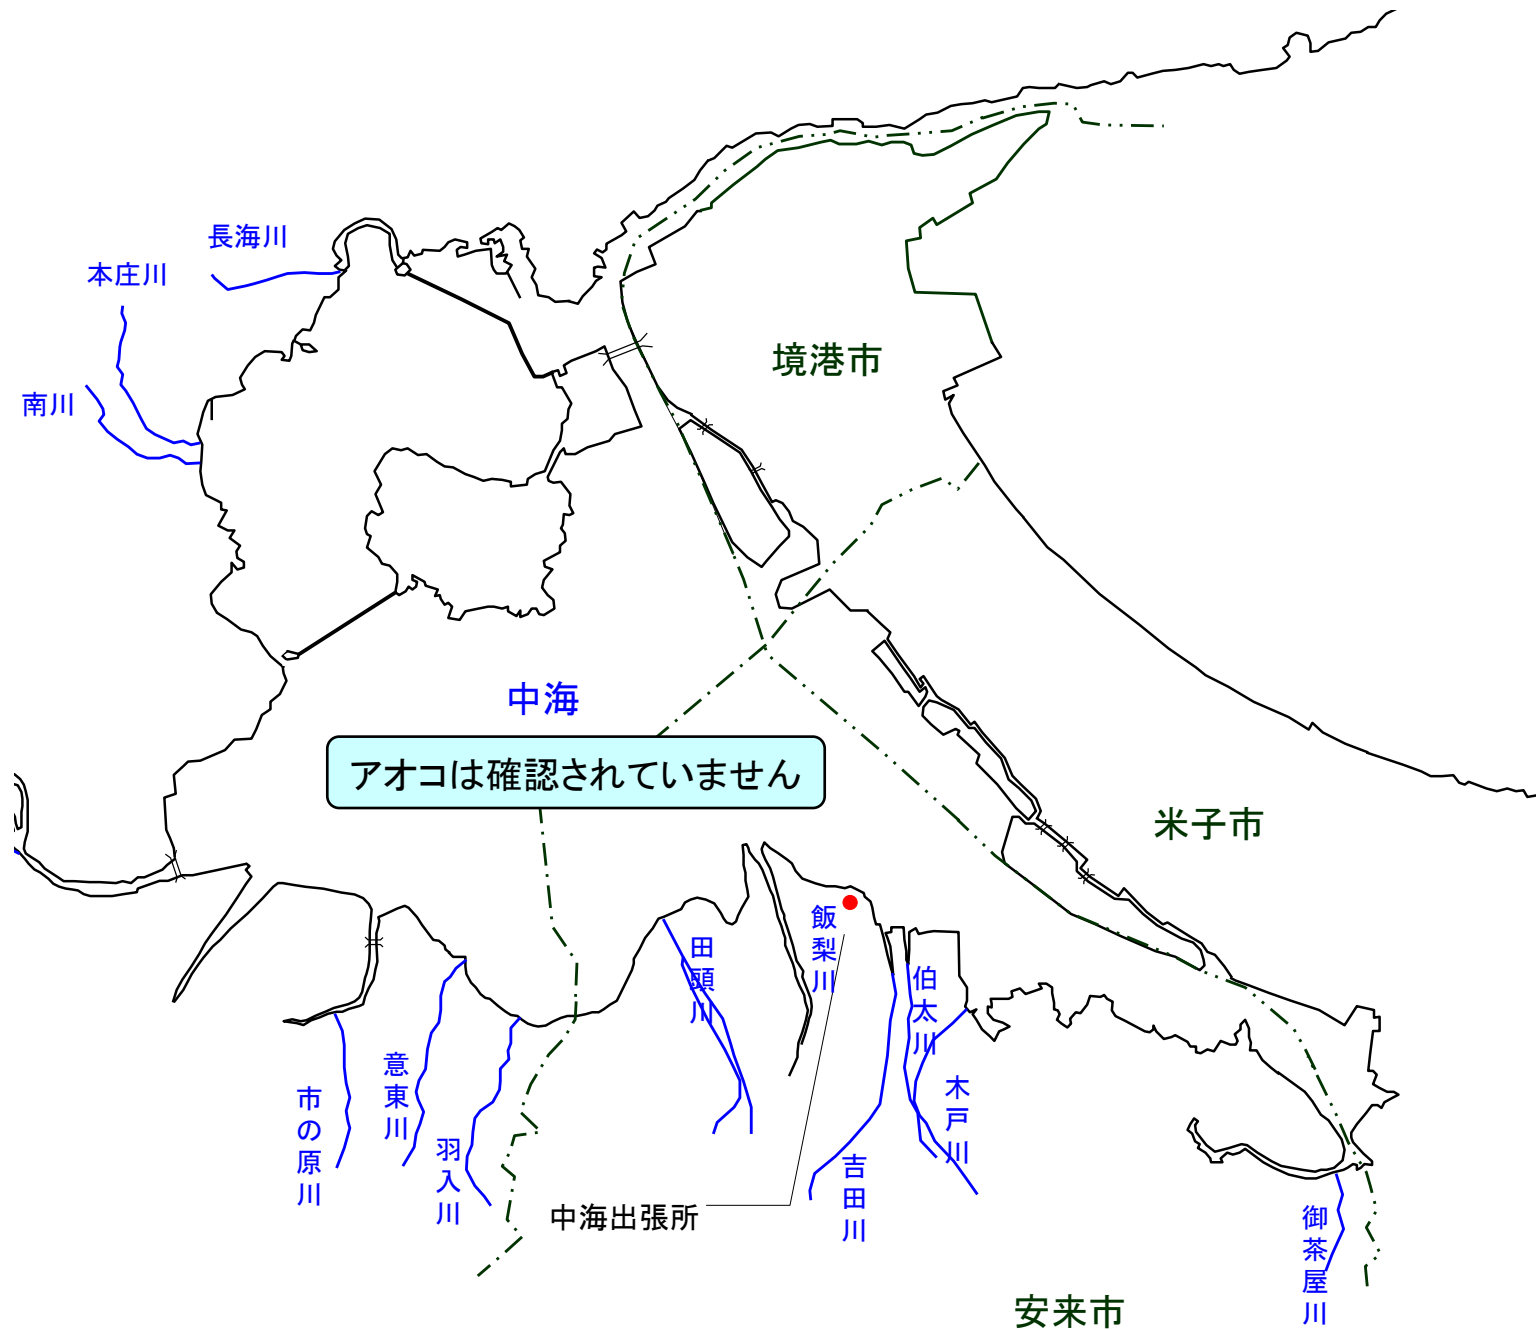 長海川
本庄川
境港市
南川
中海
アオコは確認されていません
米子市
飯梨川
田頭川
伯太川
意東川
木戸川
市の原川
羽入川
吉田川
中海出張所
御茶屋川
安来市